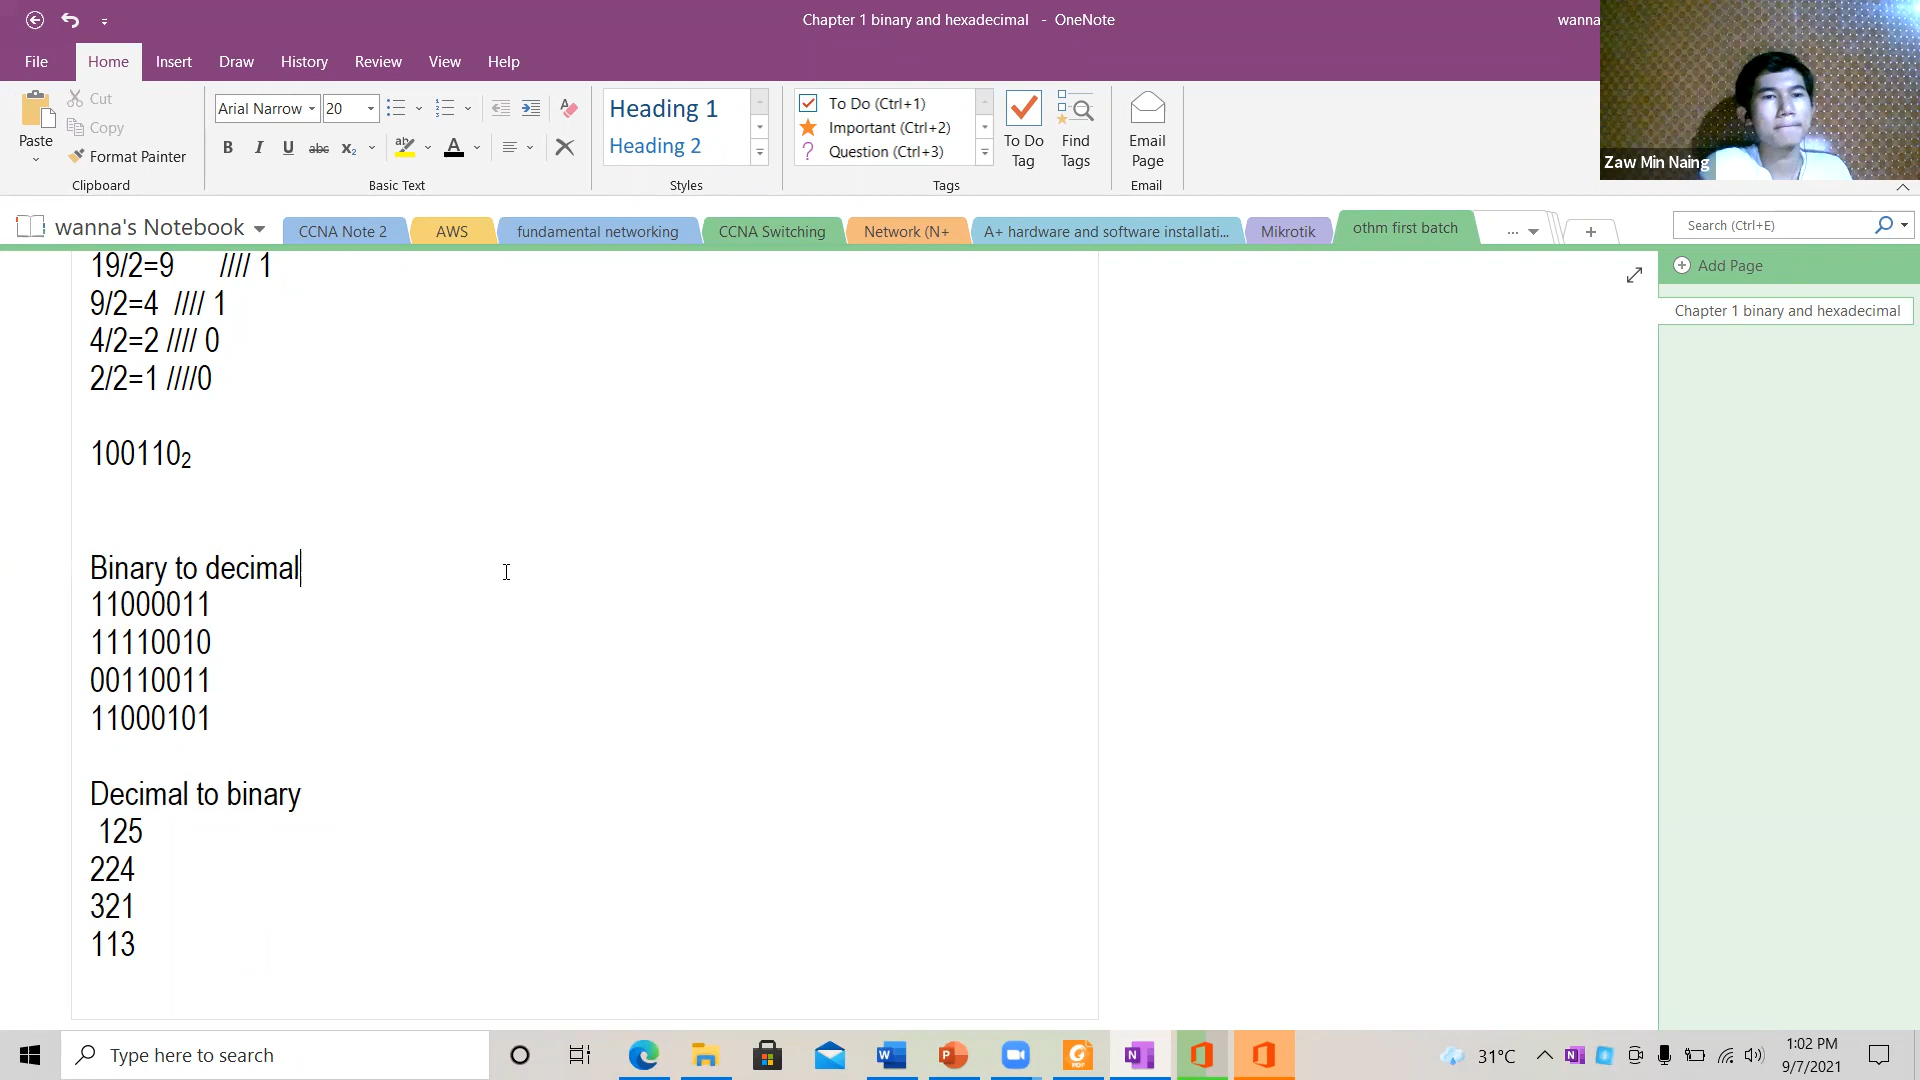 Chapter 1 binary and hexadecimal - OneNote
wanna
File Home Insert Draw History Review View Help
Paste
Cut
Copy
Format Painter
Clipboard
Arial Narrow 20
B I U abc X₂ ab A
Basic Text
Heading 1
Heading 2
Styles
To Do (Ctrl+1)
Important (Ctrl+2)
Question (Ctrl+3)
Tags
To Do Tag
Find Tags
Email Page
Email
Zaw Min Naing
wanna's Notebook
CCNA Note 2 AWS fundamental networking CCNA Switching Network (N+ A+ hardware and software installati... Mikrotik othm first batch ...
Search (Ctrl+E)
Add Page
Chapter 1 binary and hexadecimal
19/2=9 //// 1
9/2=4 //// 1
4/2=2 //// 0
2/2=1 ////0
100110₂
Binary to decimal
11000011
11110010
00110011
11000101
Decimal to binary
125
224
321
113
Type here to search
31°C
1:02 PM
9/7/2021